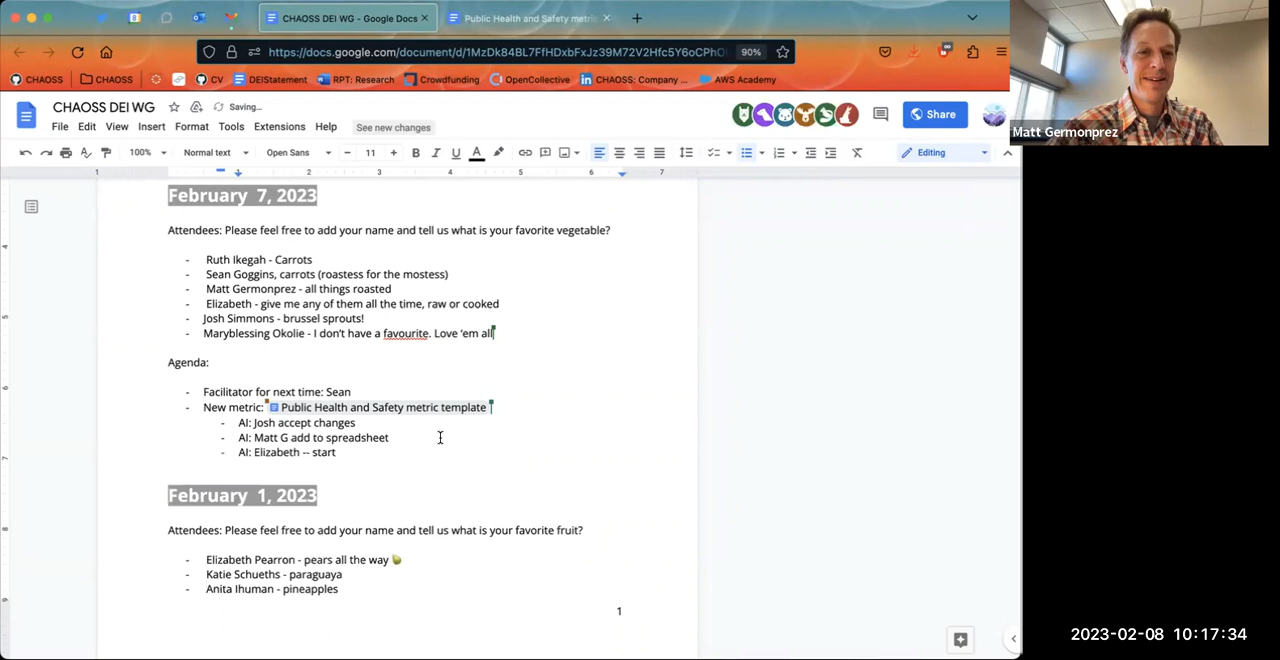 CHAOSS DEI WG - Google Docs
Public Health and Safety metri
https://docs.google.com/document/d/1MzDk84BL7FfHDxbFxJz39M72V2Hfc5Y6oCPhO
90%
CHAOSS
CHAOSS
CV
DEIStatement
RPT: Research
Crowdfunding
OpenCollective
CHAOSS: Company ...
AWS Academy
CHAOSS DEI WG
Saving...
File Edit View Insert Format Tools Extensions Help
See new changes
Share
100%
Normal text
Open Sans
11
Editing
1 2 3 4 5 6 7
February 7, 2023
Attendees: Please feel free to add your name and tell us what is your favorite vegetable?
- Ruth Ikegah - Carrots
- Sean Goggins, carrots (roastess for the mostess)
- Matt Germonprez - all things roasted
- Elizabeth - give me any of them all the time, raw or cooked
- Josh Simmons - brussel sprouts!
- Maryblessing Okolie - I don't have a favourite. Love 'em all
Agenda:
- Facilitator for next time: Sean
- New metric: Public Health and Safety metric template
- AI: Josh accept changes
- AI: Matt G add to spreadsheet
- AI: Elizabeth -- start
February 1, 2023
Attendees: Please feel free to add your name and tell us what is your favorite fruit?
- Elizabeth Pearron - pears all the way 🍐
- Katie Schueths - paraguaya
- Anita Ihuman - pineapples
1
Matt Germonprez
2023-02-08 10:17:34